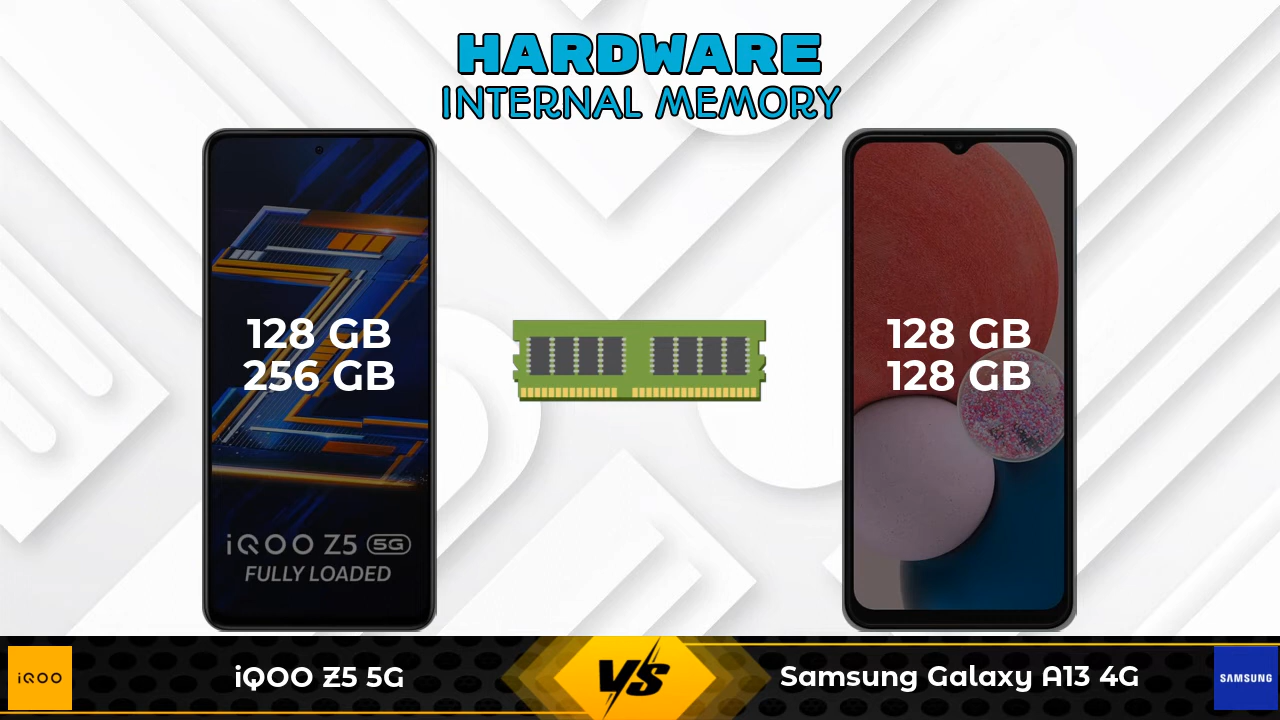 HARDWARE
INTERNAL MEMORY
128 GB
256 GB
128 GB
128 GB
iQOO Z5 5G
FULLY LOADED
iQOO
iQOO Z5 5G
VS
Samsung Galaxy A13 4G
SAMSUNG